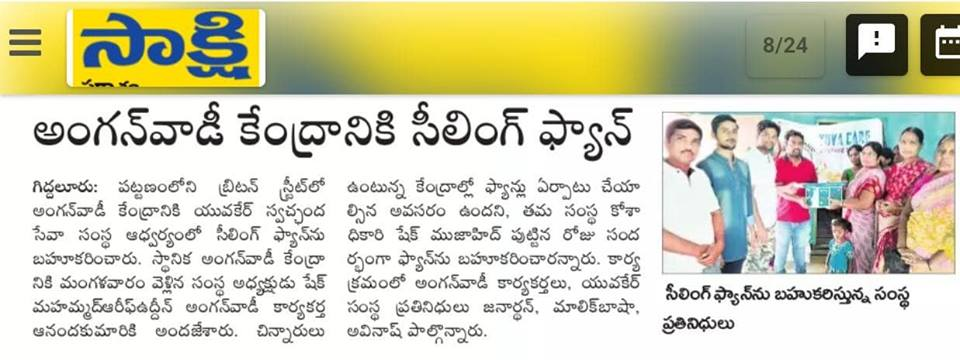 సాక్షి
8/24
అంగన్‌వాడీ కేంద్రానికి సీలింగ్ ఫ్యాన్
గిద్దలూరు: పట్టణంలోని బ్రిటన్ స్ట్రీట్‌లో
అంగన్‌వాడీ కేంద్రానికి యువకేర్ స్వచ్ఛంద
సేవా సంస్థ ఆధ్వర్యంలో సీలింగ్ ఫ్యాన్‌ను
బహూకరించారు. స్థానిక అంగన్‌వాడీ కేంద్రా
నికి మంగళవారం వెళ్లిన సంస్థ అధ్యక్షుడు షేక్
మహమ్మద్‌ఆరీఫ్‌ఉద్దీన్ అంగన్‌వాడీ కార్యకర్త
ఆనందకుమారికి అందజేశారు. చిన్నారులు
ఉంటున్న కేంద్రాల్లో ఫ్యాన్లు ఏర్పాటు చేయా
ల్సిన అవసరం ఉందని, తమ సంస్థ కోశా
ధికారి షేక్ ముజాహిద్ పుట్టిన రోజు సంద
ర్భంగా ఫ్యాన్‌ను బహూకరించారన్నారు. కార్య
క్రమంలో అంగన్‌వాడీ కార్యకర్తలు, యువకేర్
సంస్థ ప్రతినిధులు జనార్థన్, మాలిక్‌బాషా,
అవినాష్ పాల్గొన్నారు.
YUVA CARE
సీలింగ్ ఫ్యాన్‌ను బహుకరిస్తున్న సంస్థ
ప్రతినిధులు